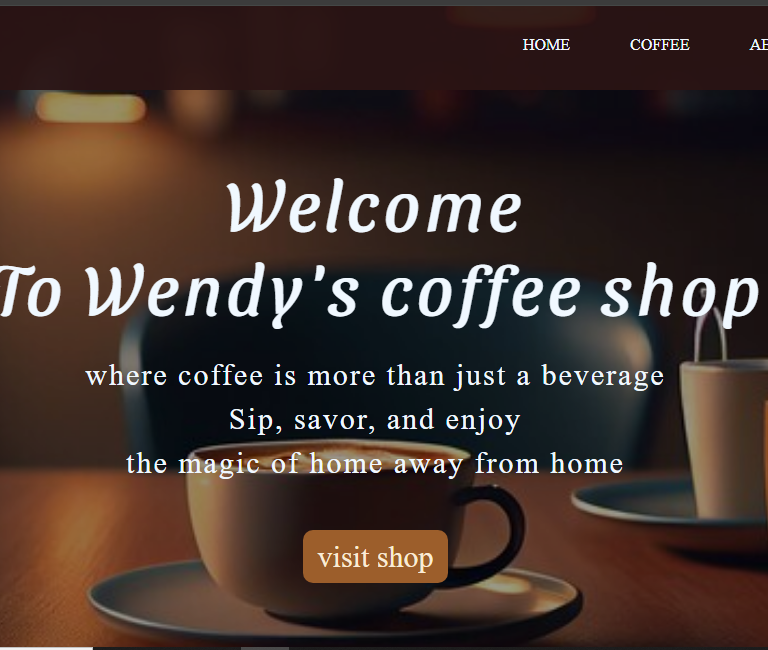 HOME COFFEE
Welcome
To Wendy's coffee shop
where coffee is more than just a beverage
Sip, savor, and enjoy
the magic of home away from home
visit shop